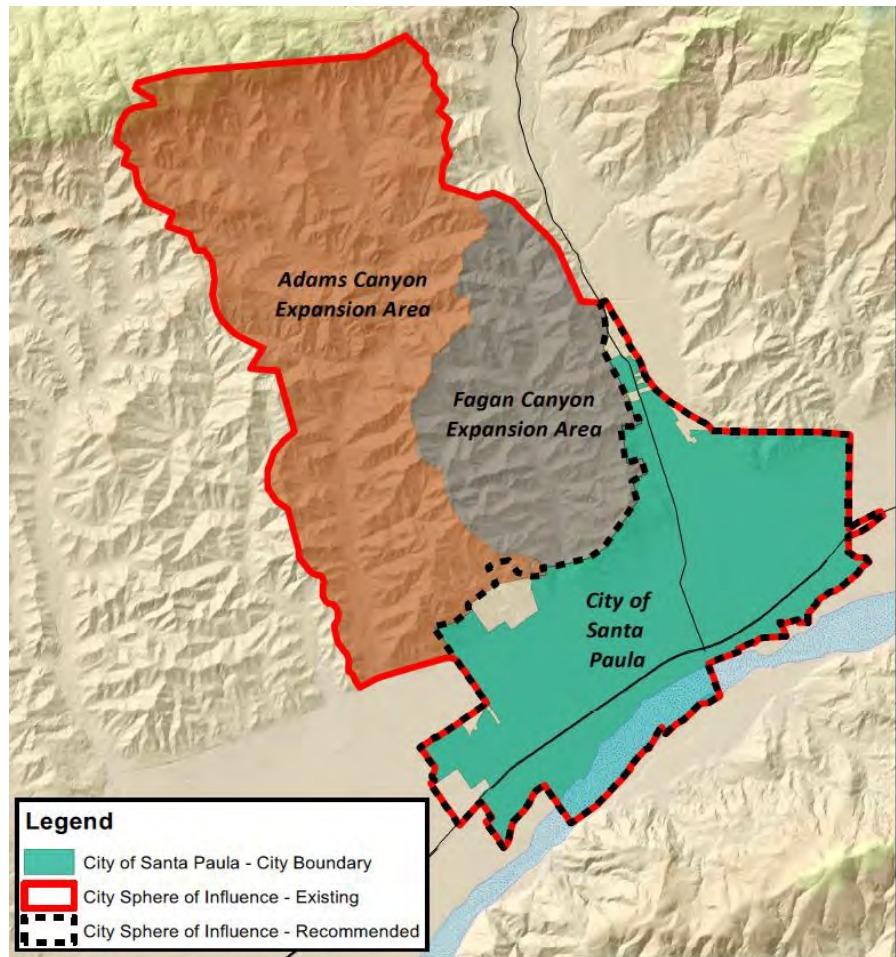 Adams Canyon
Expansion Area
Fagan Canyon
Expansion Area
City of
Santa
Paula
Legend
City of Santa Paula - City Boundary
City Sphere of Influence - Existing
City Sphere of Influence - Recommended